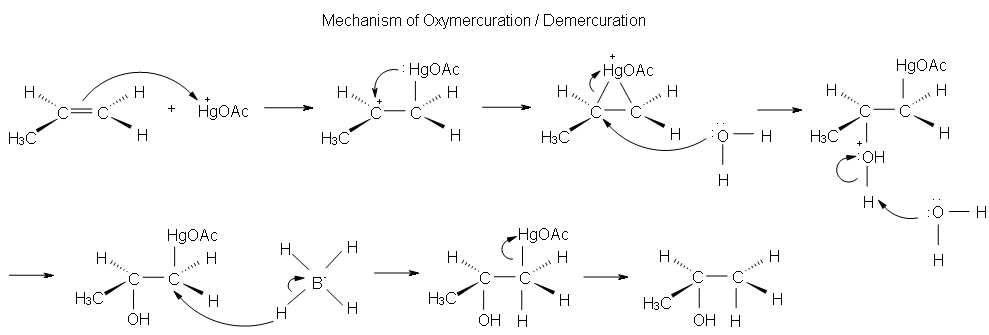 Mechanism of Oxymercuration / Demercuration
H H C C H3C H + +HgOAc
:HgOAc H + H C C H3C H
+ HgOAc H H C C H3C H :O: H H
HgOAc H H C C H3C H + :OH H :O: H H
HgOAc H H C C H3C H OH H H B- H H
HgOAc H H C C H3C H OH H
H H C C H H3C H OH H